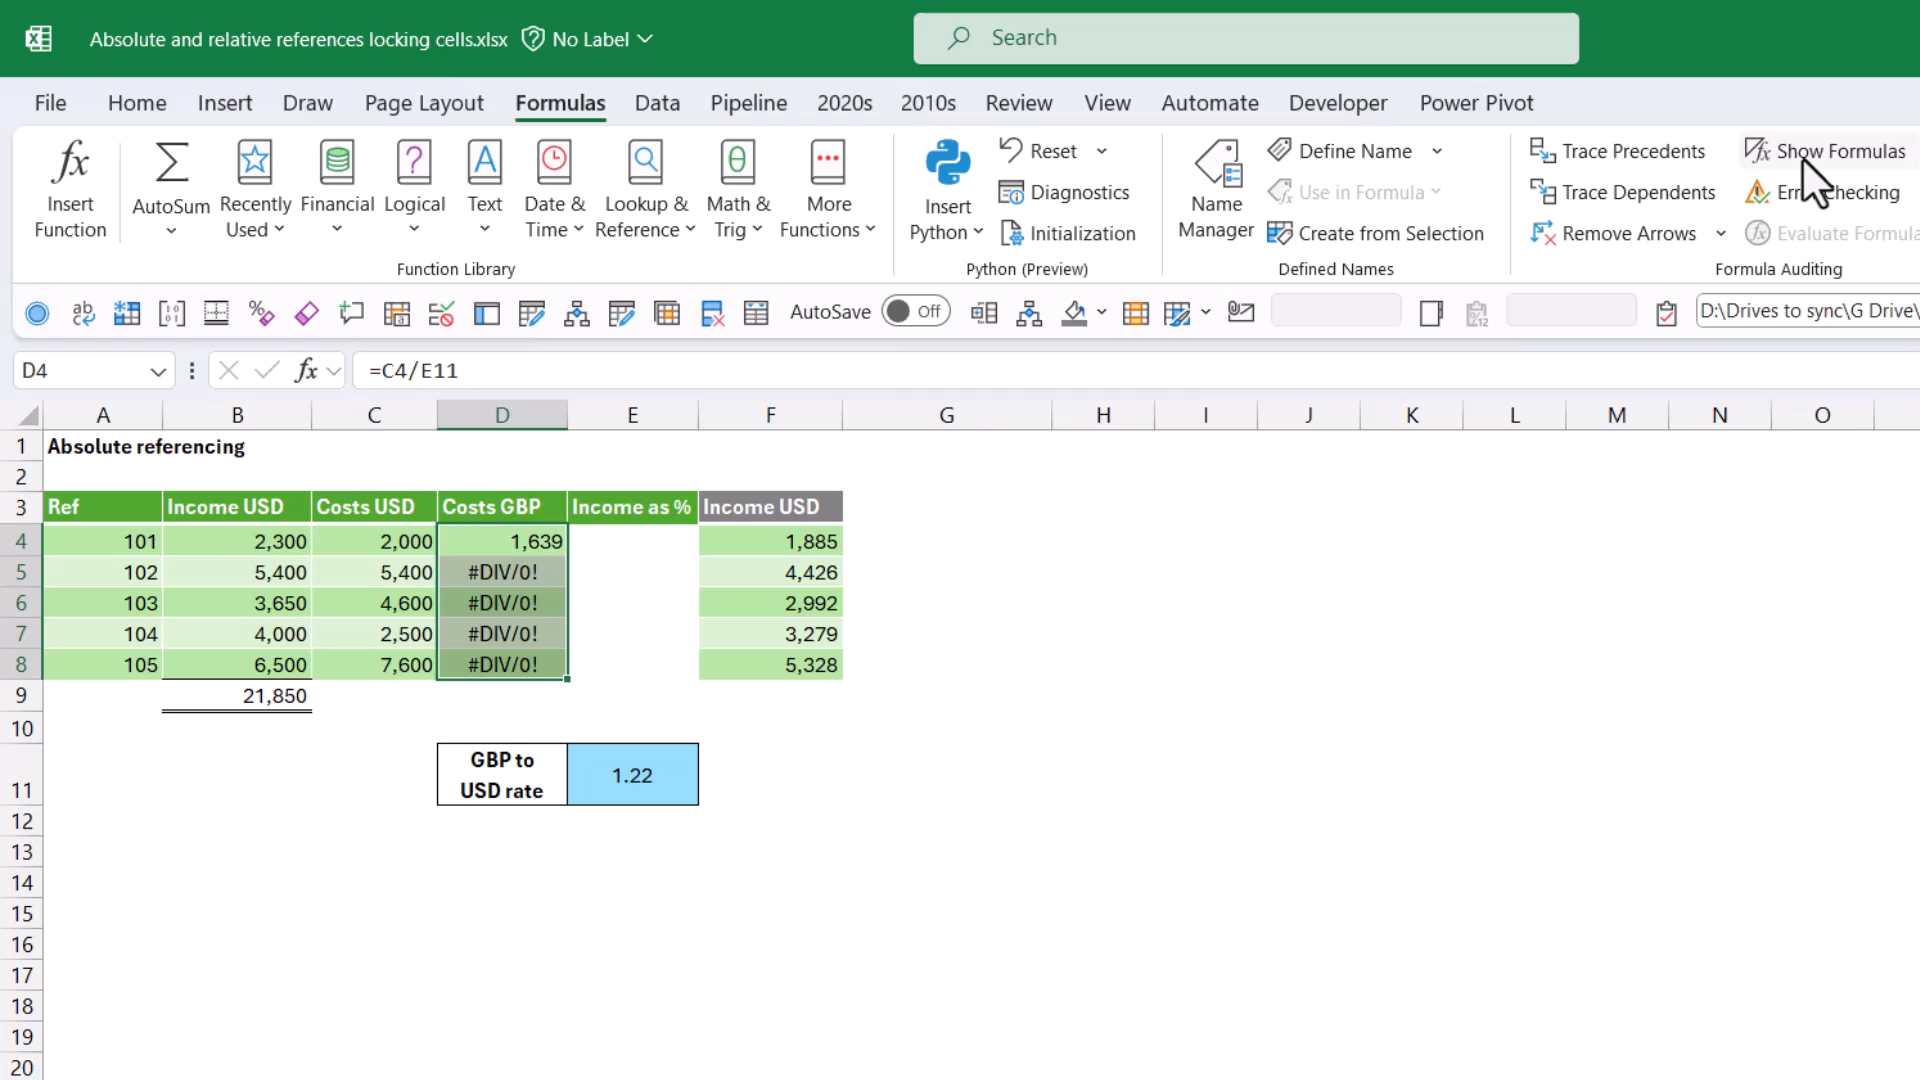 Absolute and relative references locking cells.xlsx No Label
Search
File Home Insert Draw Page Layout Formulas Data Pipeline 2020s 2010s Review View Automate Developer Power Pivot
Insert Function
AutoSum
Recently Used
Financial
Logical
Text
Date & Time
Lookup & Reference
Math & Trig
More Functions
Function Library
Insert Python
Reset
Diagnostics
Initialization
Python (Preview)
Name Manager
Define Name
Use in Formula
Create from Selection
Defined Names
Trace Precedents
Trace Dependents
Remove Arrows
Show Formulas
Checking
Evaluate Formula
Formula Auditing
AutoSave Off
D:\Drives to sync\G Drive\
D4 fx =C4/E11
A B C D E F G H I J K L M N O
1 Absolute referencing
2
3 Ref Income USD Costs USD Costs GBP Income as % Income USD
4 101 2,300 2,000 1,639 1,885
5 102 5,400 5,400 #DIV/0! 4,426
6 103 3,650 4,600 #DIV/0! 2,992
7 104 4,000 2,500 #DIV/0! 3,279
8 105 6,500 7,600 #DIV/0! 5,328
9 21,850
10
GBP to
11 USD rate 1.22
12
13
14
15
16
17
18
19
20